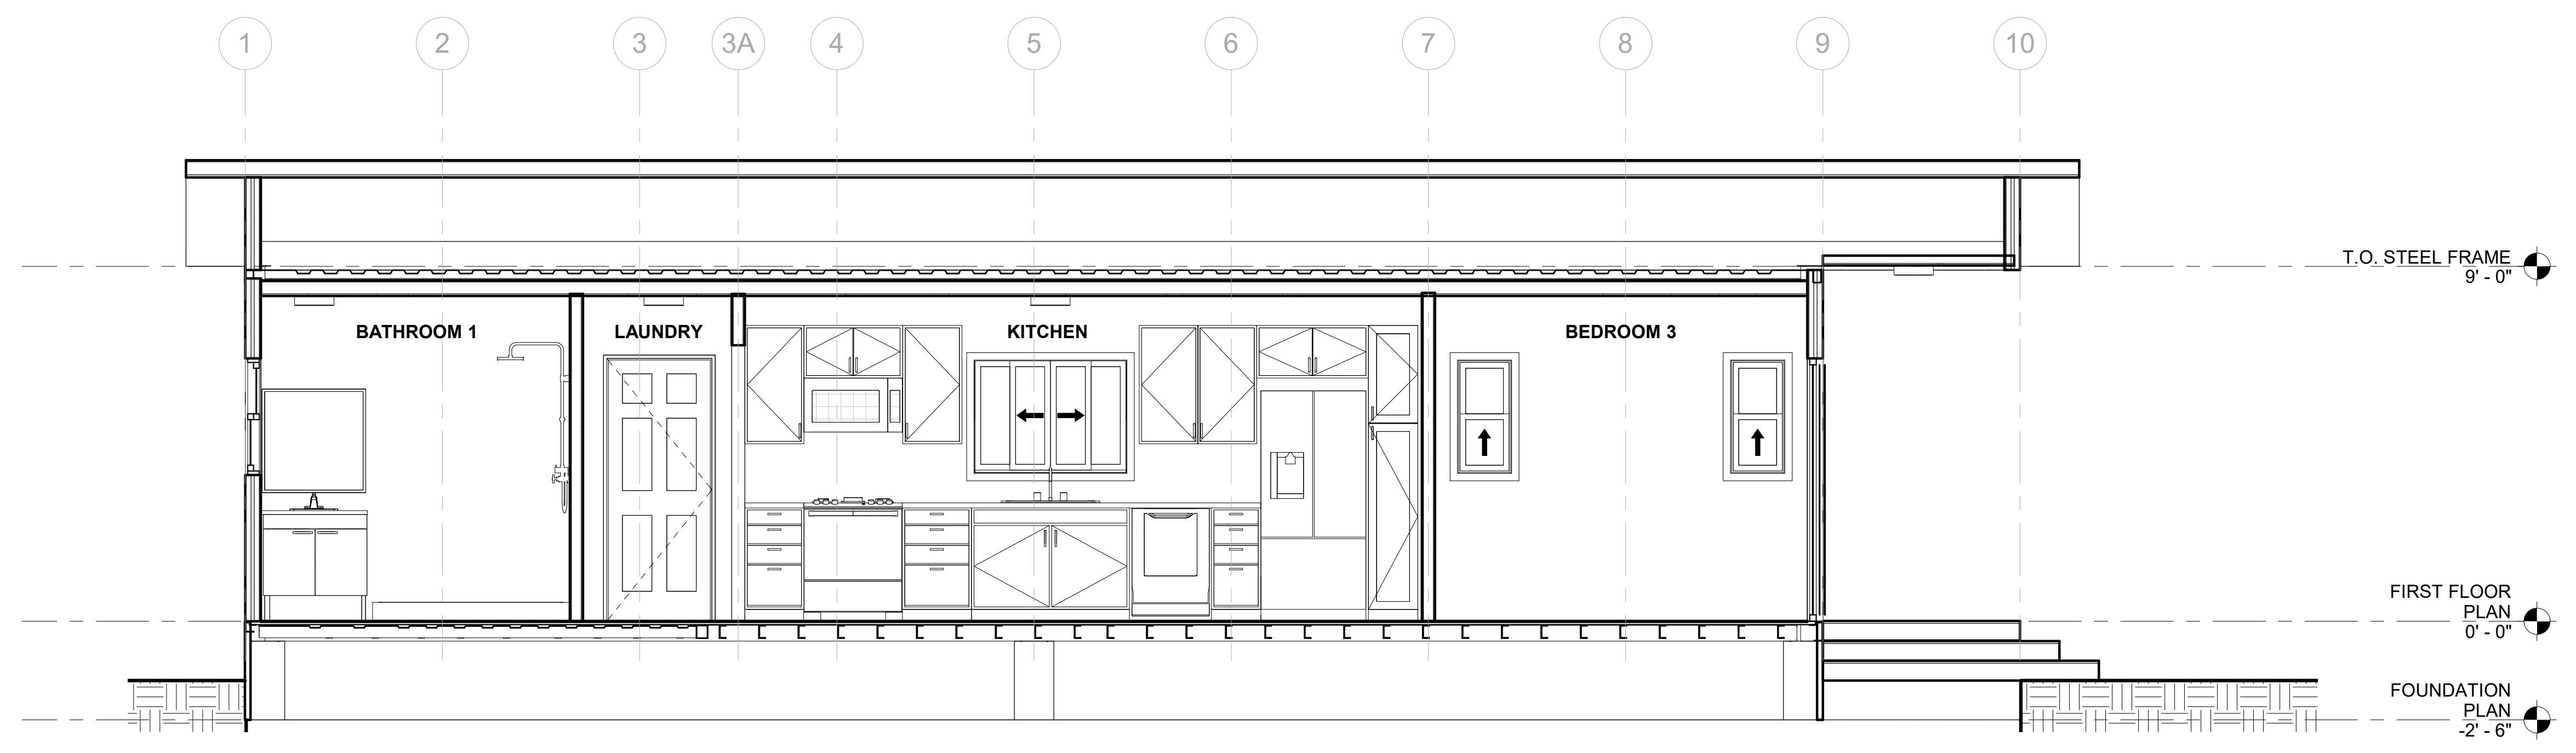 1
2
3
3A
4
5
6
7
8
9
10
T.O. STEEL FRAME
9' - 0"
BATHROOM 1
LAUNDRY
KITCHEN
BEDROOM 3
FIRST FLOOR
PLAN
0' - 0"
FOUNDATION
PLAN
-2' - 6"